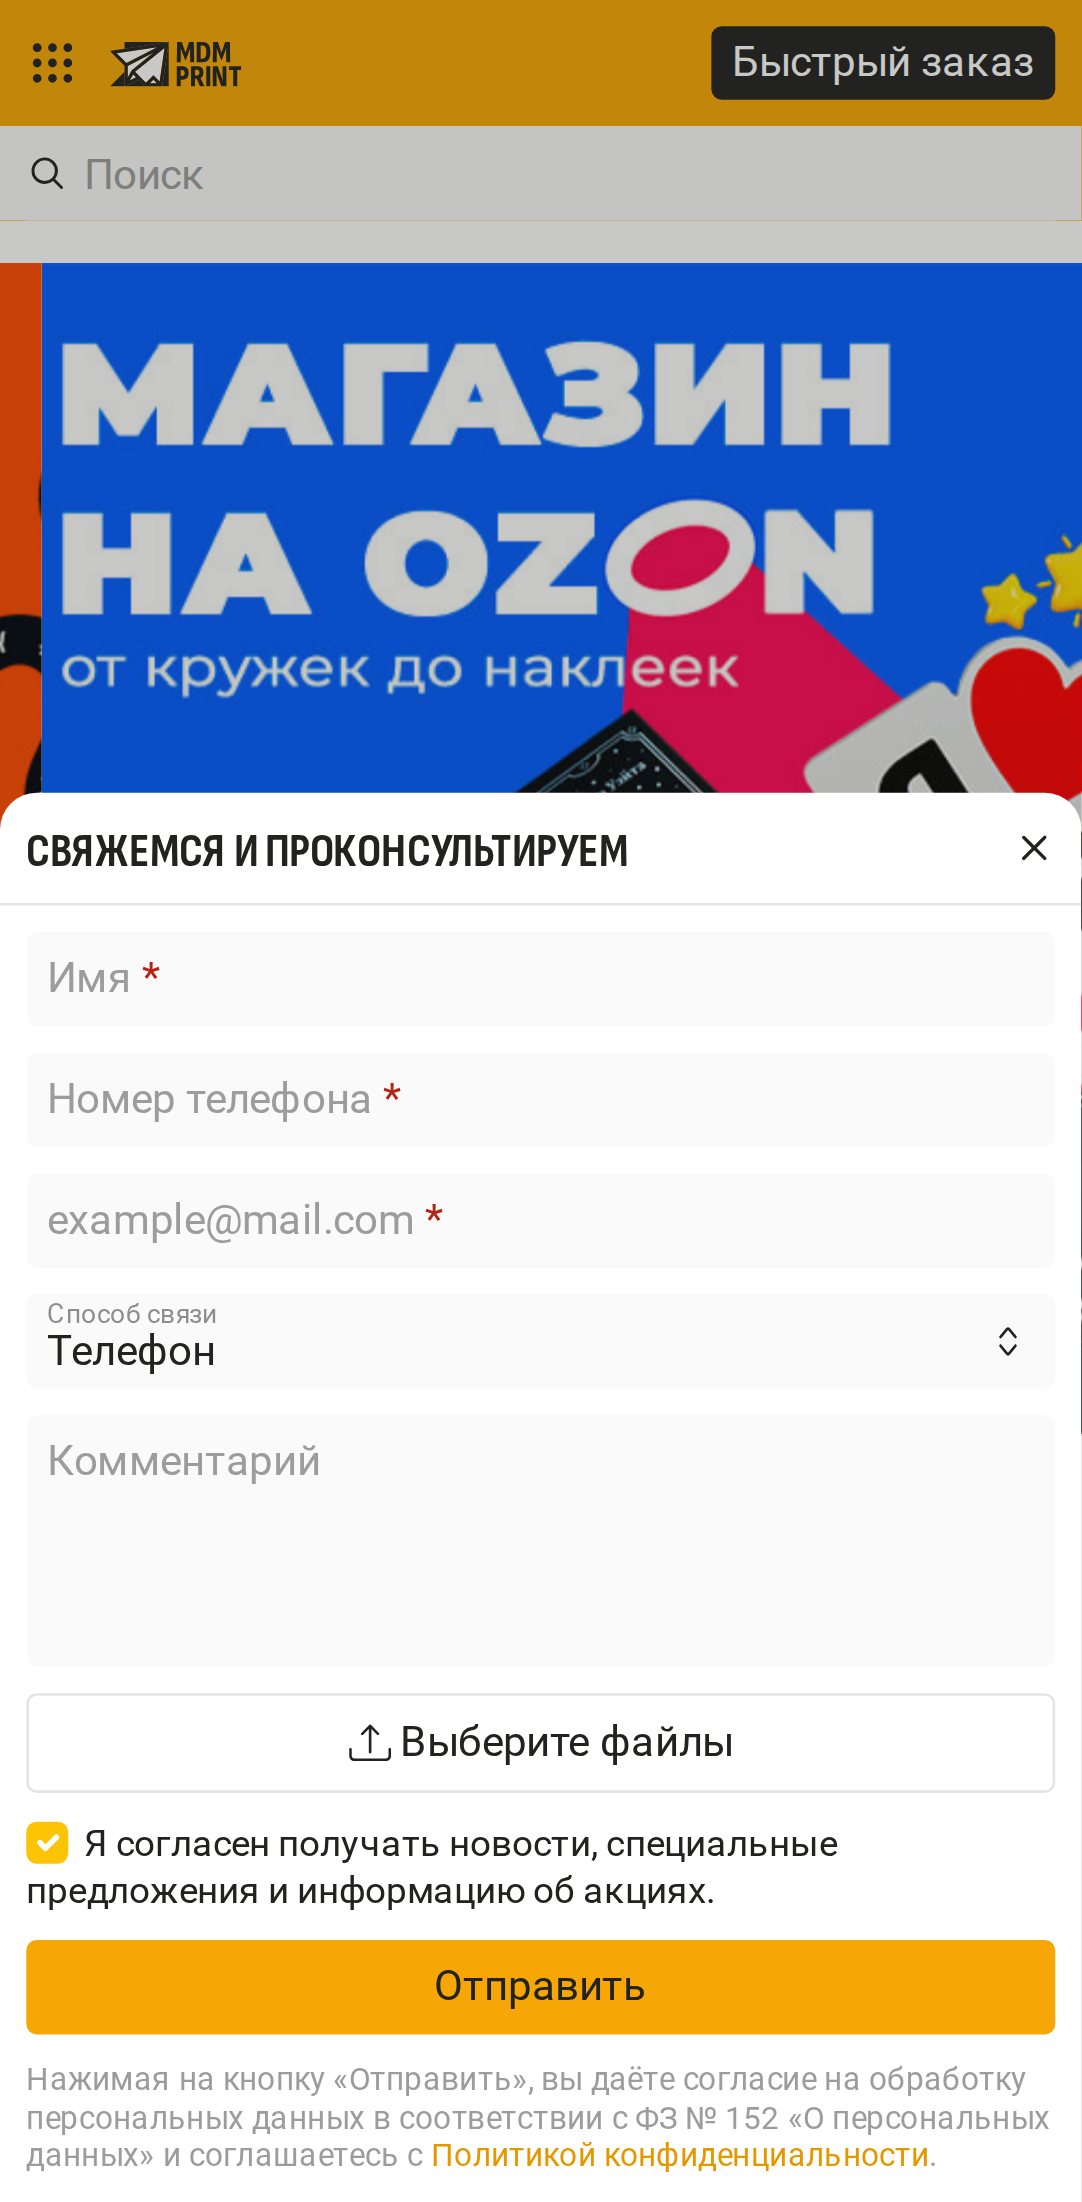 MDM
PRINT
Быстрый заказ
Поиск
МАГАЗИН
НА OZON
от кружек до наклеек
Уэйта
СВЯЖЕМСЯ И ПРОКОНСУЛЬТИРУЕМ
Имя *
Номер телефона *
example@mail.com *
Способ связи
Телефон
Комментарий
Выберите файлы
Я согласен получать новости, специальные
предложения и информацию об акциях.
Отправить
Нажимая на кнопку «Отправить», вы даёте согласие на обработку
персональных данных в соответствии с ФЗ № 152 «О персональных
данных» и соглашаетесь с Политикой конфиденциальности.